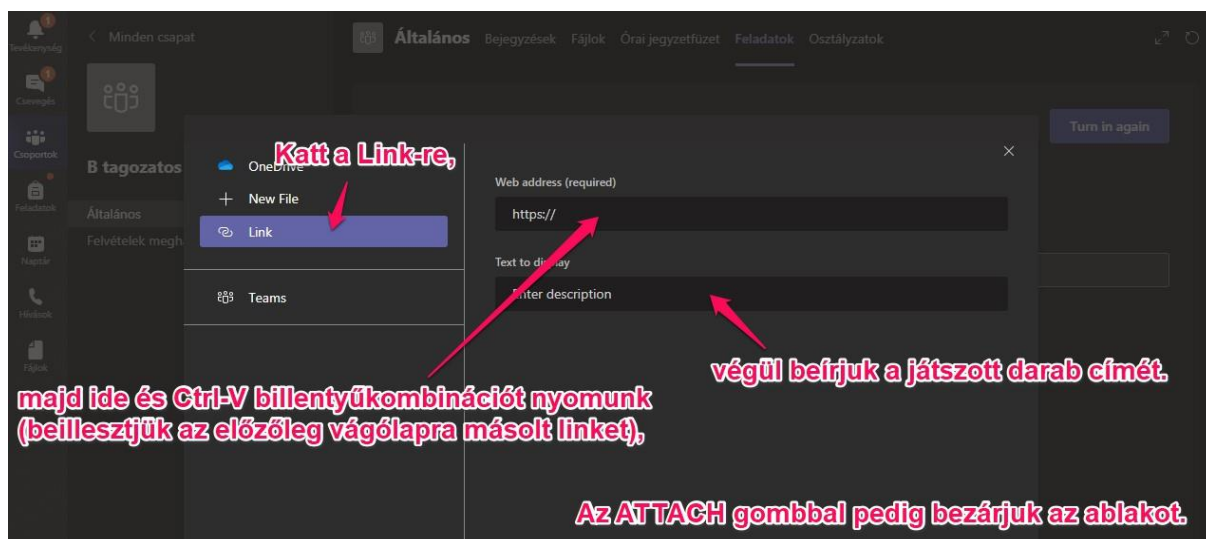 Tevékenység
1
Csevegés
1
Csoportok
Feladatok
Naptár
Hívások
Fájlok
Minden csapat
B tagozatos
Általános
Felvételek megh
Általános Bejegyzések Fájlok Órai jegyzetfüzet Feladatok Osztályzatok
Turn in again
OneDrive
New File
Link
Teams
Web address (required)
https://
Text to display
Enter description
Katt a Link-re,
majd ide és Ctrl-V billentyűkombinációt nyomunk
(beillesztjük az előzőleg vágólapra másolt linket),
végül beírjuk a játszott darab címét.
Az ATTACH gombbal pedig bezárjuk az ablakot.